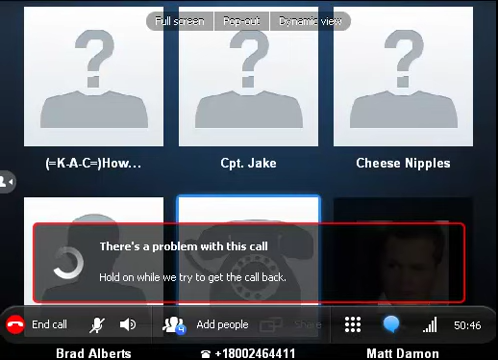 Full screen Pop-out Dynamic view
(=K-A-C=)How... Cpt. Jake Cheese Nipples
There's a problem with this call
Hold on while we try to get the call back.
End call Add people Share 50:46
Brad Alberts +18002464411 Matt Damon